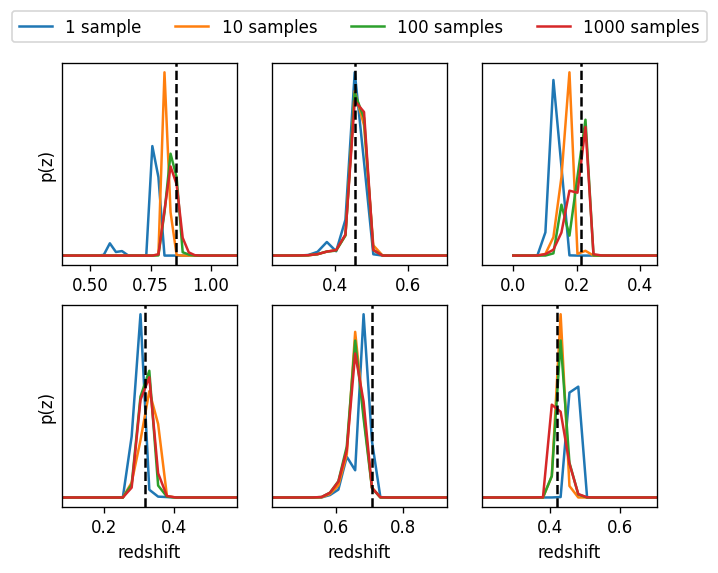 1 sample 10 samples 100 samples 1000 samples
p(z)
0.50 0.75 1.00 0.4 0.6 0.0 0.2 0.4
p(z)
0.2 0.4 0.6 0.8 0.4 0.6
redshift redshift redshift